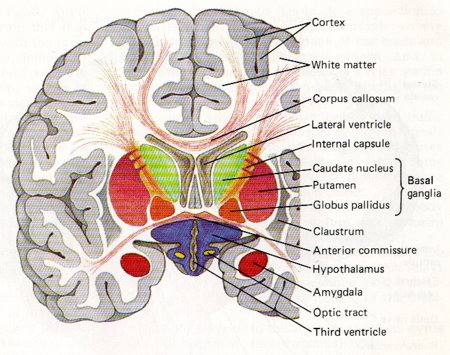 Cortex
White matter
Corpus callosum
Lateral ventricle
Internal capsule
Caudate nucleus
Putamen
Globus pallidus
Basal
ganglia
Claustrum
Anterior commissure
Hypothalamus
Amygdala
Optic tract
Third ventricle